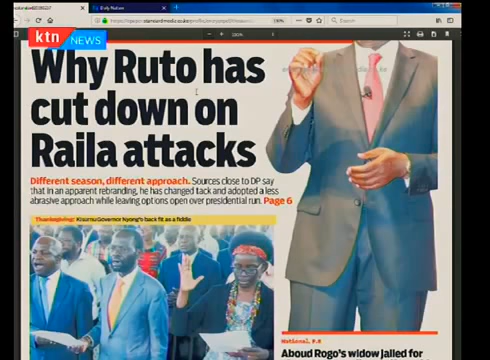 Daily Nation
ktn NEWS
Why Ruto has
cut down on
Raila attacks
Different season, different approach. Sources close to DP say
that in an apparent rebranding, he has changed tack and adopted a less
abrasive approach while leaving options open over presidential run. Page 6
Thanksgiving: Kisumu Governor Nyong'o back fit as a fiddle
National, P.8
Aboud Rogo's widow jailed for